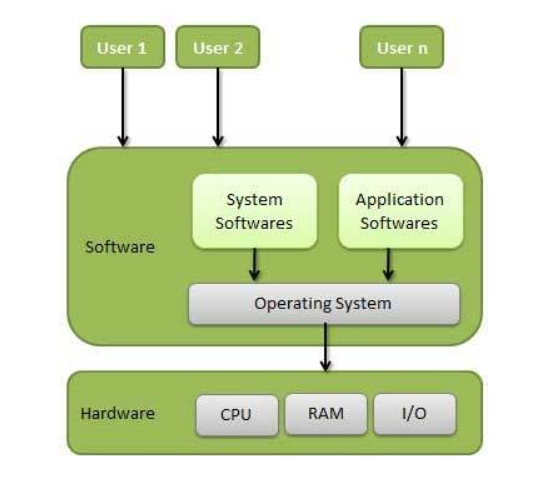 User 1
User 2
User n
System
Softwares
Application
Softwares
Software
Operating System
Hardware
CPU
RAM
I/O